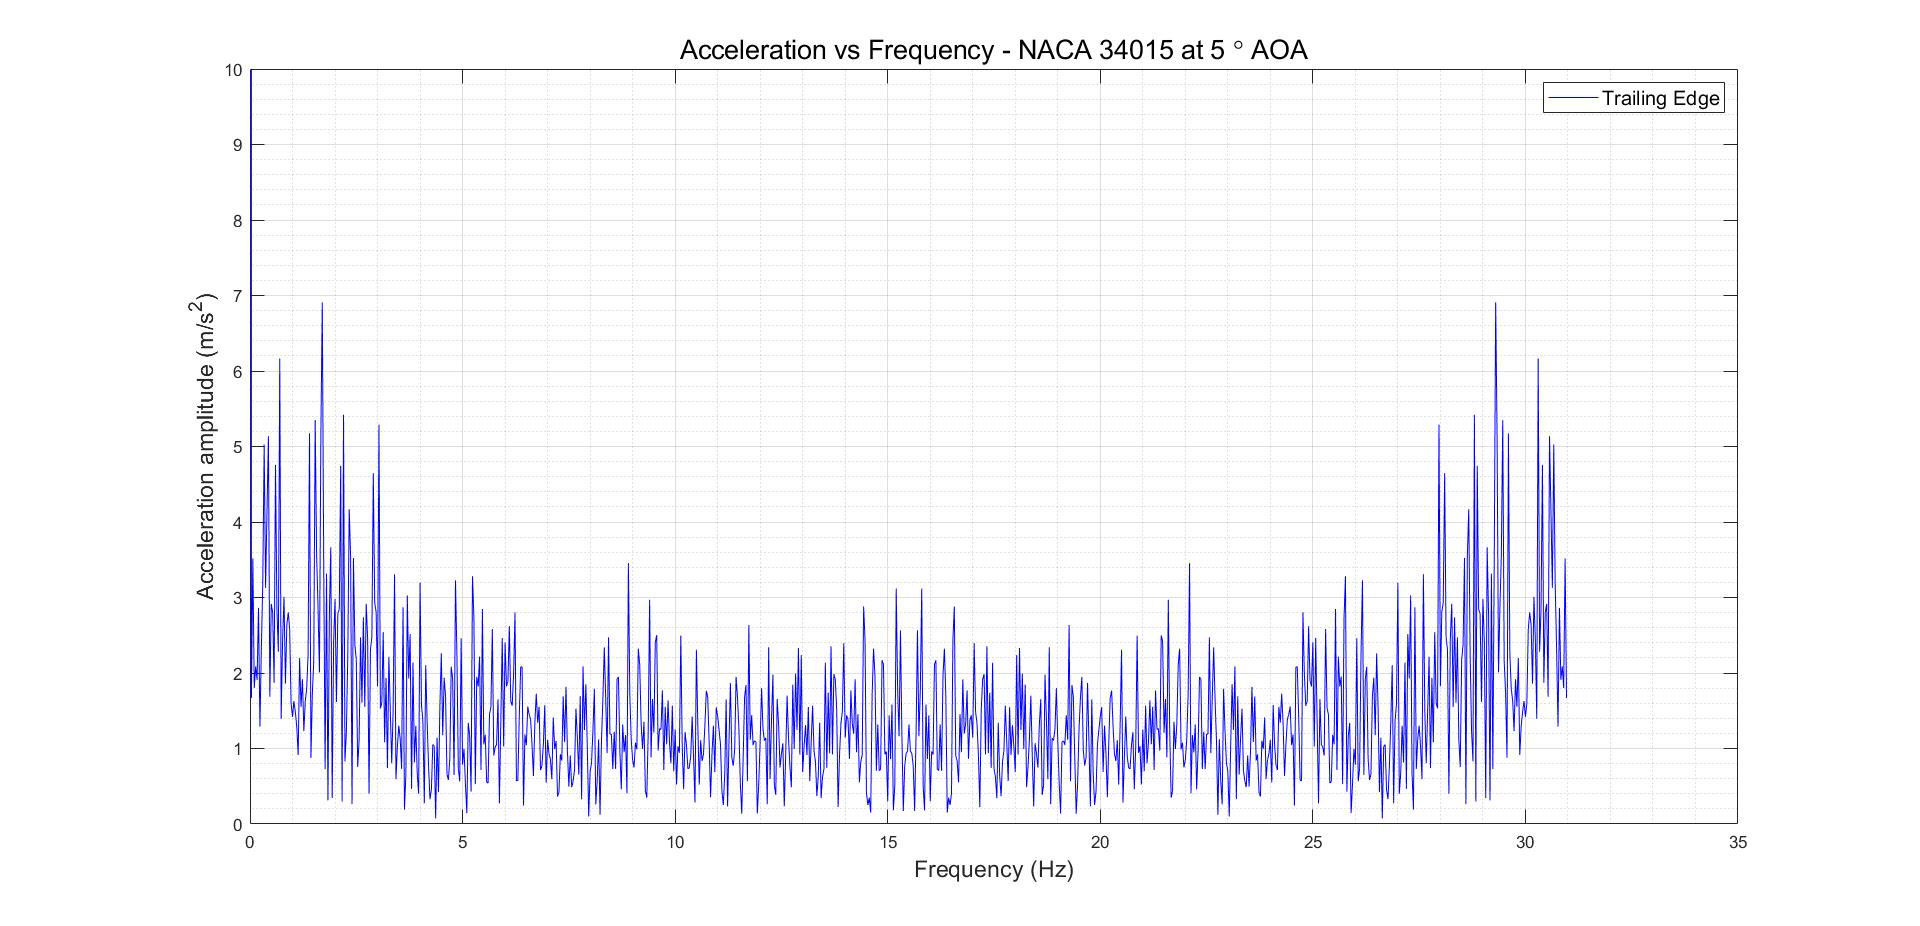 Acceleration vs Frequency - NACA 34015 at 5 ° AOA
Trailing Edge
10
9
8
7
6
5
4
3
2
1
0
Acceleration amplitude (m/s²)
0 5 10 15 20 25 30 35
Frequency (Hz)